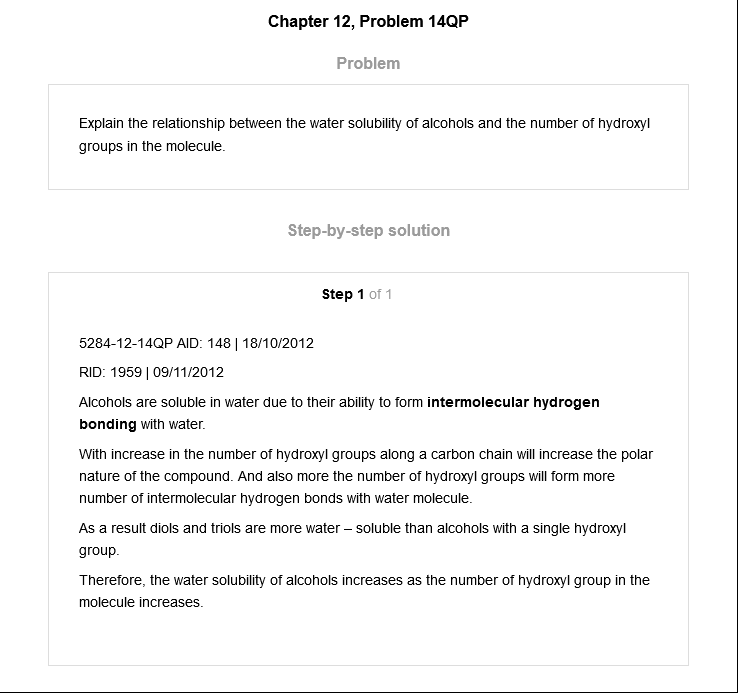 Chapter 12, Problem 14QP
Problem
Explain the relationship between the water solubility of alcohols and the number of hydroxyl
groups in the molecule.
Step-by-step solution
Step 1 of 1
5284-12-14QP AID: 148 | 18/10/2012
RID: 1959 | 09/11/2012
Alcohols are soluble in water due to their ability to form intermolecular hydrogen
bonding with water.
With increase in the number of hydroxyl groups along a carbon chain will increase the polar
nature of the compound. And also more the number of hydroxyl groups will form more
number of intermolecular hydrogen bonds with water molecule.
As a result diols and triols are more water – soluble than alcohols with a single hydroxyl
group.
Therefore, the water solubility of alcohols increases as the number of hydroxyl group in the
molecule increases.